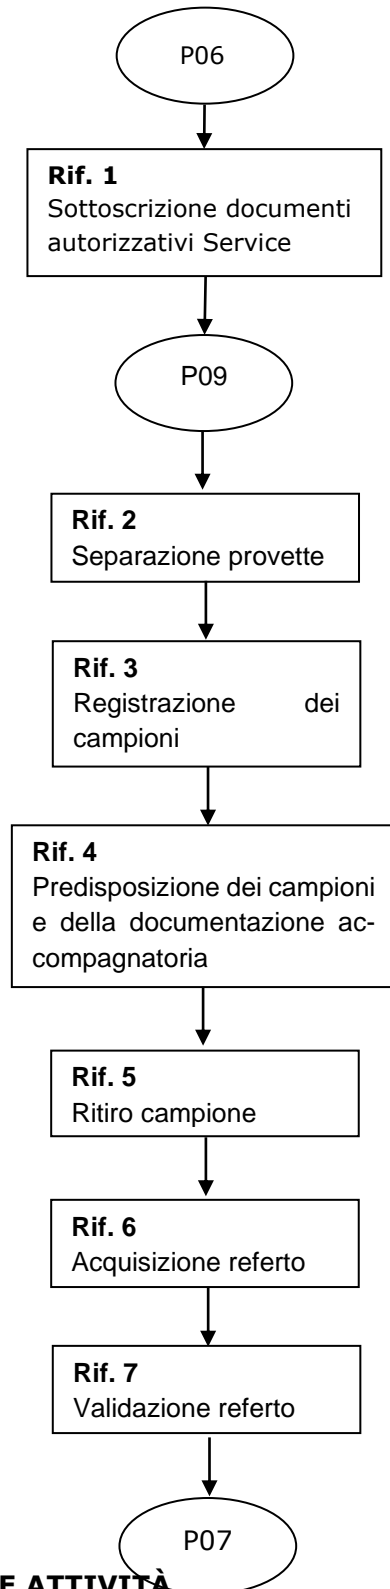 P06
Rif. 1
Sottoscrizione documenti
autorizzativi Service
P09
Rif. 2
Separazione provette
Rif. 3
Registrazione dei
campioni
Rif. 4
Predisposizione dei campioni
e della documentazione ac-
compagnatoria
Rif. 5
Ritiro campione
Rif. 6
Acquisizione referto
Rif. 7
Validazione referto
P07
E ATTIVITÀ